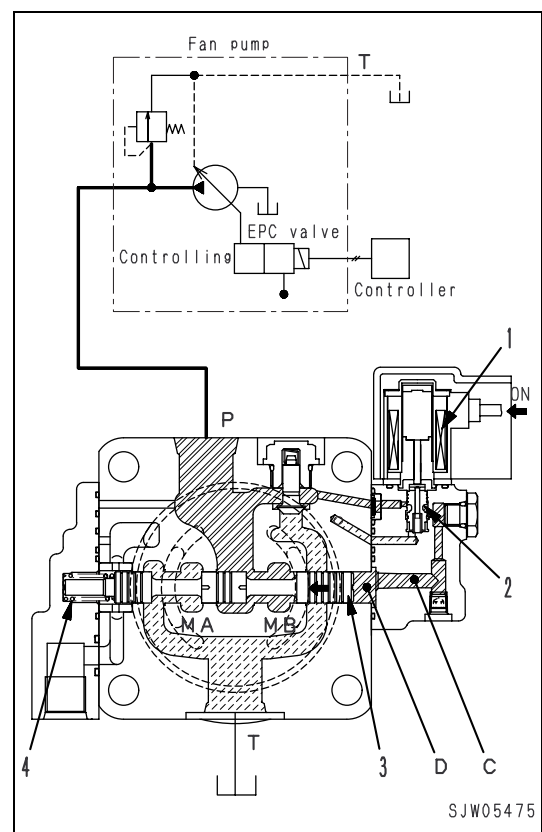 Fan pump
T
EPC valve
Controlling
Controller
1
ON
P
2
MA
MB
T
4
3
D
C
SJW05475